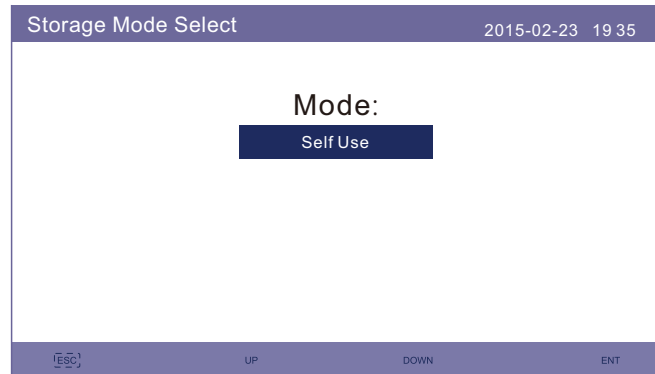 Storage Mode Select
2015-02-23 19 35
Mode:
Self Use
ESC UP DOWN ENT